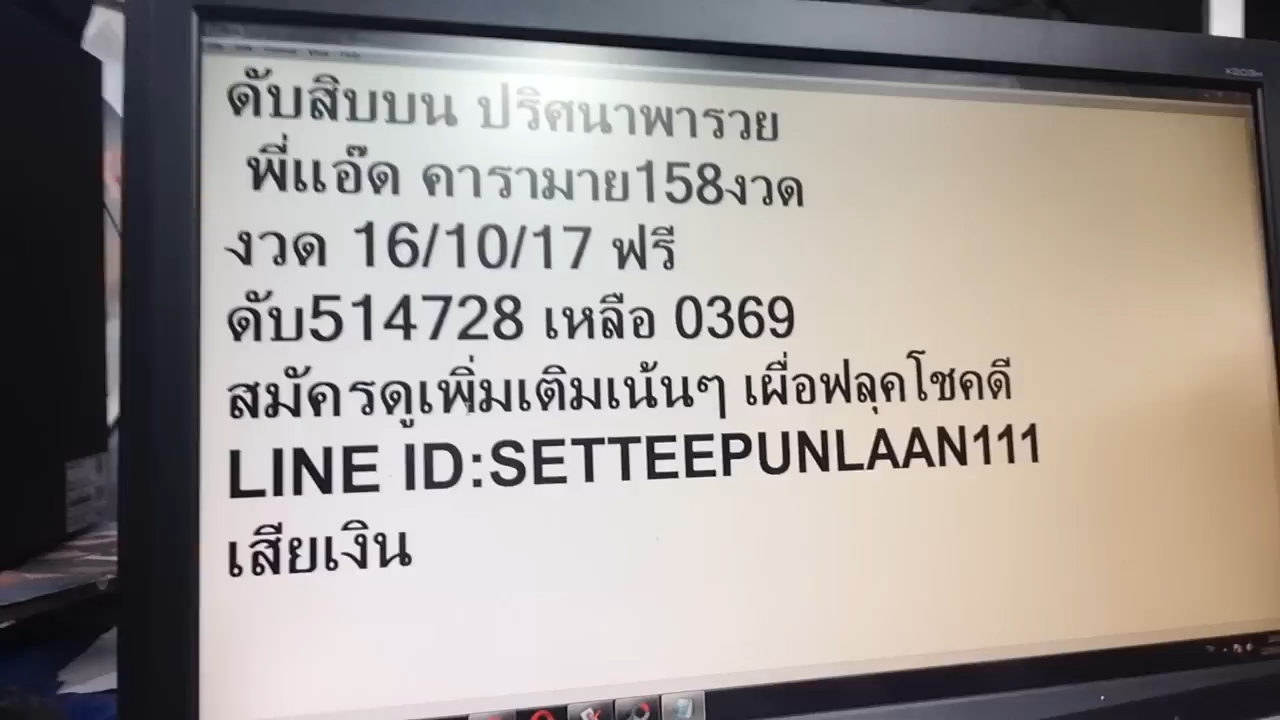 ดับสิบบน ปริศนาพารวย
พี่แอ๊ด คารามาย158งวด
งวด 16/10/17 ฟรี
ดับ514728 เหลือ 0369
สมัครดูเพิ่มเติมเน้นๆ เผื่อฟลุคโชคดี
LINE ID:SETTEEPUNLAAN111
เสียเงิน